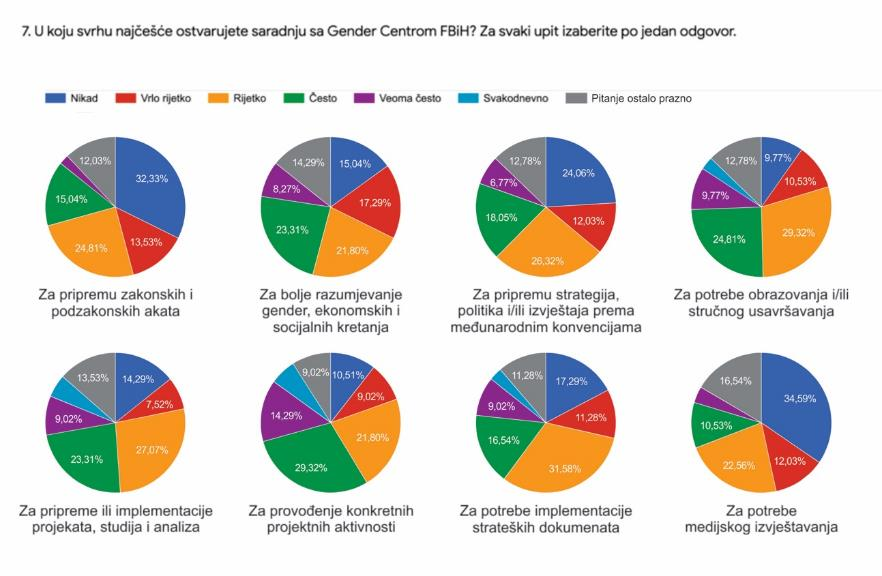 7. U koju svrhu najčešće ostvarujete saradnju sa Gender Centrom FBiH? Za svaki upit izaberite po jedan odgovor.
Nikad Vrlo rijetko Rijetko Često Veoma često Svakodnevno Pitanje ostalo prazno
32,33%
13,53%
24,81%
15,04%
12,03%
Za pripremu zakonskih i
podzakonskih akata
15,04%
17,29%
21,80%
23,31%
8,27%
14,29%
Za bolje razumjevanje
gender, ekonomskih i
socijalnih kretanja
24,06%
12,03%
26,32%
18,05%
6,77%
12,78%
Za pripremu strategija,
politika i/ili izvještaja prema
međunarodnim konvencijama
9,77%
10,53%
29,32%
24,81%
9,77%
12,78%
Za potrebe obrazovanja i/ili
stručnog usavršavanja
14,29%
7,52%
27,07%
23,31%
9,02%
13,53%
Za pripreme ili implementacije
projekata, studija i analiza
10,51%
9,02%
21,80%
29,32%
14,29%
9,02%
Za provođenje konkretnih
projektnih aktivnosti
17,29%
11,28%
31,58%
16,54%
9,02%
11,28%
Za potrebe implementacije
strateških dokumenata
34,59%
12,03%
22,56%
10,53%
16,54%
Za potrebe
medijskog izvještavanja